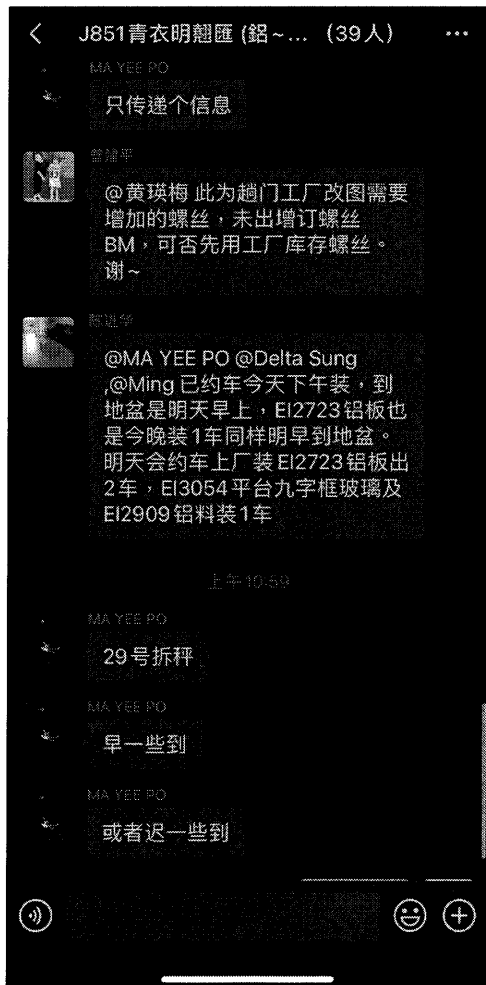 J851青衣明翹匯 (鋁~... (39人)
MA YEE PO
只传递个信息
@黄瑛梅 此为趟门工厂改图需要
增加的螺丝，未出增订螺丝
BM，可否先用工厂库存螺丝。
谢~
@MA YEE PO @Delta Sung
,@Ming 已约车今天下午装，到
地盆是明天早上，EI2723铝板也
是今晚装1车同样明早到地盆。
明天会约车上厂装EI2723铝板出
2车，EI3054平台九字框玻璃及
EI2909铝料装1车
上午10:59
MA YEE PO
29号拆秤
MA YEE PO
早一些到
MA YEE PO
或者迟一些到